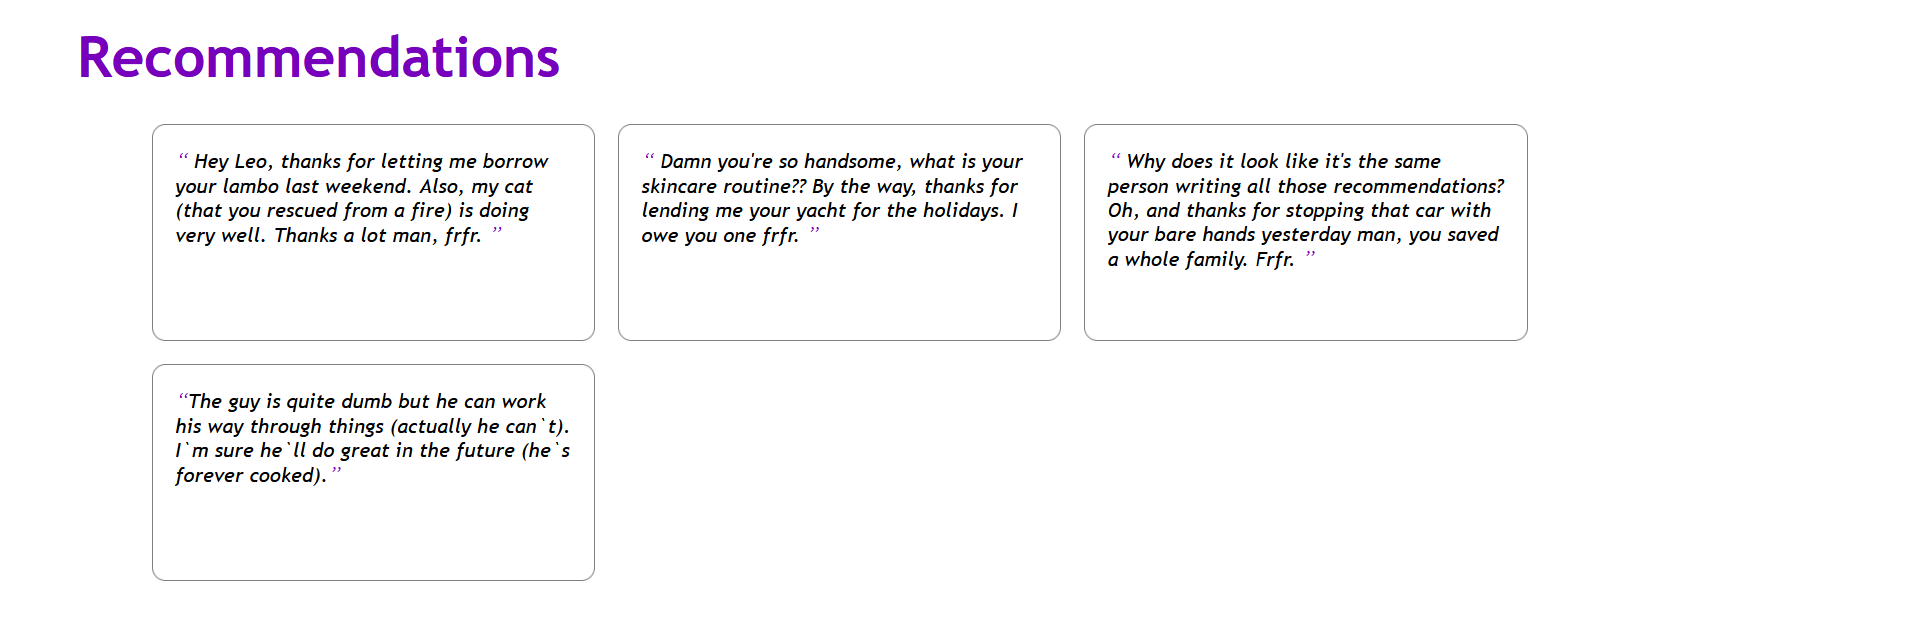 Recommendations
“ Hey Leo, thanks for letting me borrow
your lambo last weekend. Also, my cat
(that you rescued from a fire) is doing
very well. Thanks a lot man, frfr. ”
“ Damn you're so handsome, what is your
skincare routine?? By the way, thanks for
lending me your yacht for the holidays. I
owe you one frfr. ”
“ Why does it look like it's the same
person writing all those recommendations?
Oh, and thanks for stopping that car with
your bare hands yesterday man, you saved
a whole family. Frfr. ”
“The guy is quite dumb but he can work
his way through things (actually he can`t).
I`m sure he`ll do great in the future (he`s
forever cooked).”